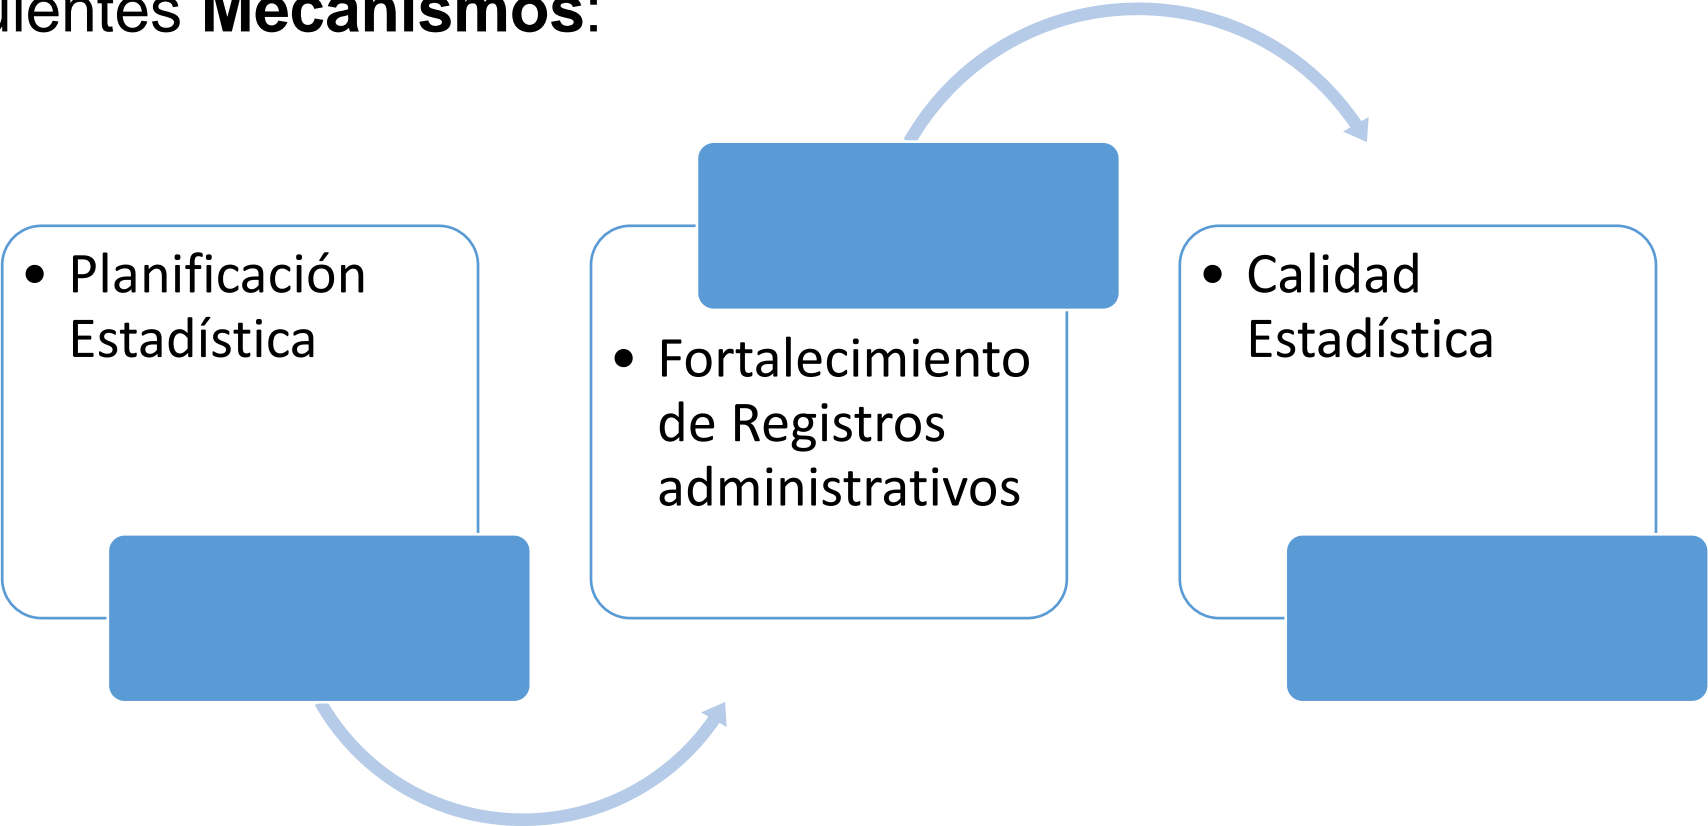 Mecanismos:
• Planificación
Estadística
• Fortalecimiento
de Registros
administrativos
• Calidad
Estadística